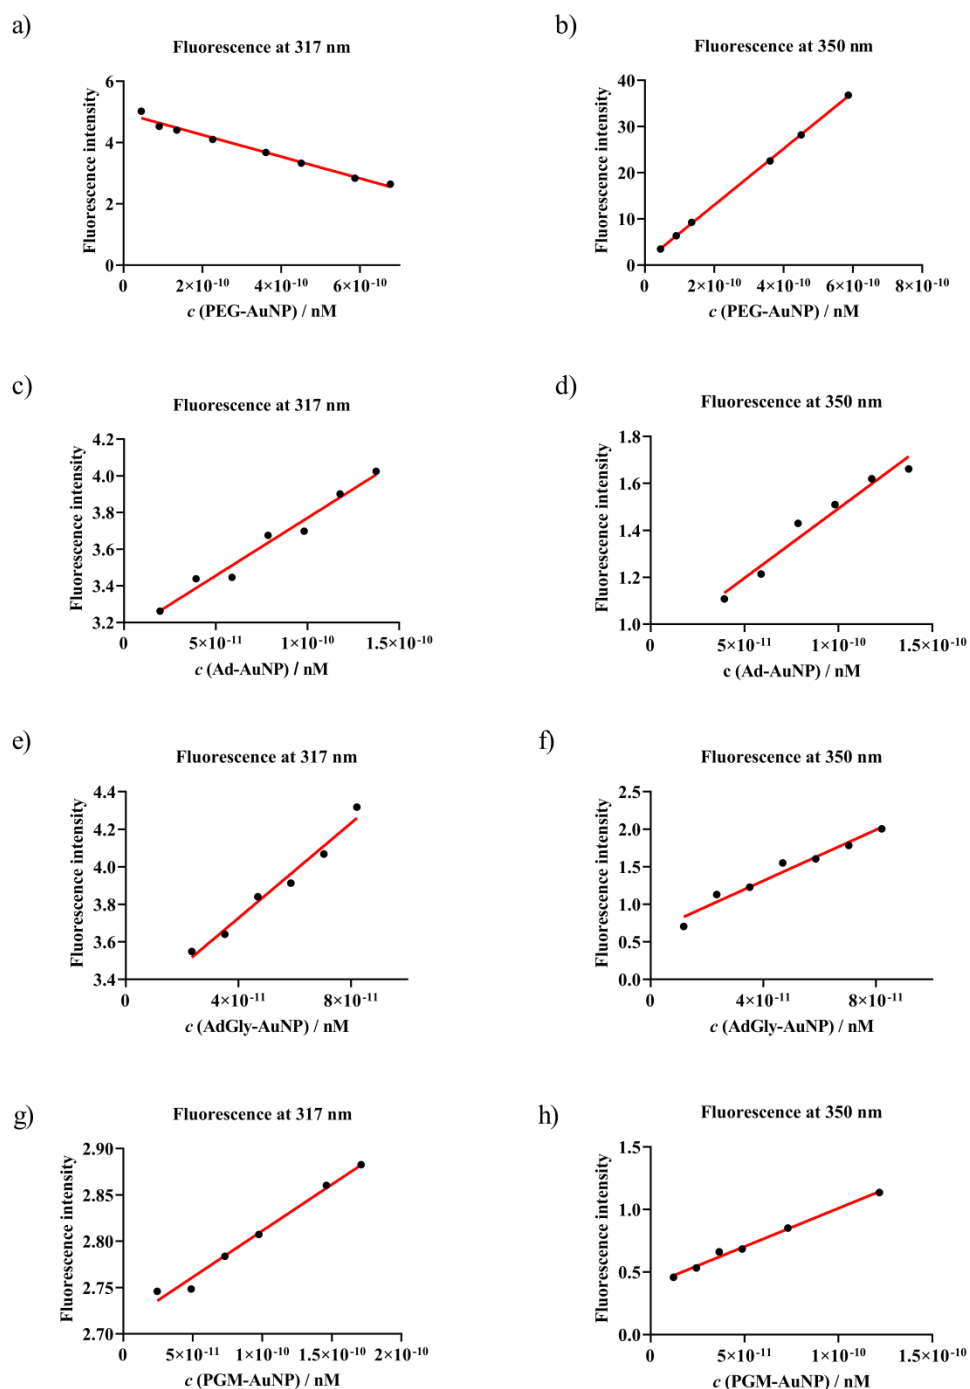 a)
Fluorescence at 317 nm
Fluorescence intensity
6
4
2
0
0
2×10⁻¹⁰
4×10⁻¹⁰
6×10⁻¹⁰
c (PEG-AuNP) / nM
b)
Fluorescence at 350 nm
Fluorescence intensity
40
30
20
10
0
0
2×10⁻¹⁰
4×10⁻¹⁰
6×10⁻¹⁰
8×10⁻¹⁰
c (PEG-AuNP) / nM
c)
Fluorescence at 317 nm
Fluorescence intensity
4.2
4.0
3.8
3.6
3.4
3.2
0
5×10⁻¹¹
1×10⁻¹⁰
1.5×10⁻¹⁰
c (Ad-AuNP) / nM
d)
Fluorescence at 350 nm
Fluorescence intensity
1.8
1.6
1.4
1.2
1.0
0
5×10⁻¹¹
1×10⁻¹⁰
1.5×10⁻¹⁰
c (Ad-AuNP) / nM
e)
Fluorescence at 317 nm
Fluorescence intensity
4.4
4.2
4.0
3.8
3.6
3.4
0
4×10⁻¹¹
8×10⁻¹¹
c (AdGly-AuNP) / nM
f)
Fluorescence at 350 nm
Fluorescence intensity
2.5
2.0
1.5
1.0
0.5
0.0
0
4×10⁻¹¹
8×10⁻¹¹
c (AdGly-AuNP) / nM
g)
Fluorescence at 317 nm
Fluorescence intensity
2.90
2.85
2.80
2.75
2.70
0
5×10⁻¹¹
1×10⁻¹⁰
1.5×10⁻¹⁰
2×10⁻¹⁰
c (PGM-AuNP) / nM
h)
Fluorescence at 350 nm
Fluorescence intensity
1.5
1.0
0.5
0.0
0
5×10⁻¹¹
1×10⁻¹⁰
1.5×10⁻¹⁰
c (PGM-AuNP) / nM